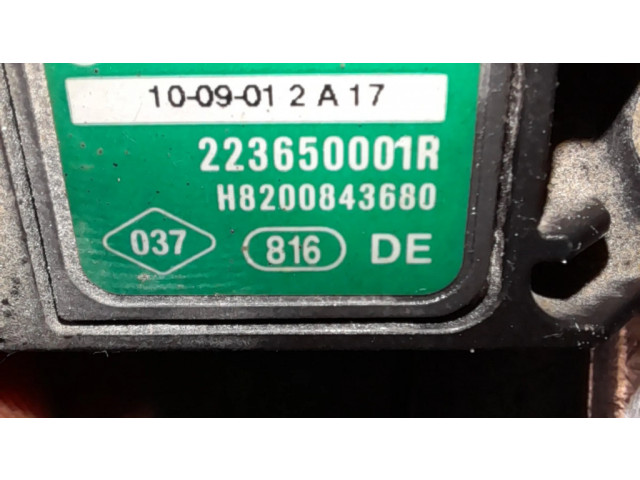 10-09-01 2 A 17
223650001R
H8200843680
037 816 DE